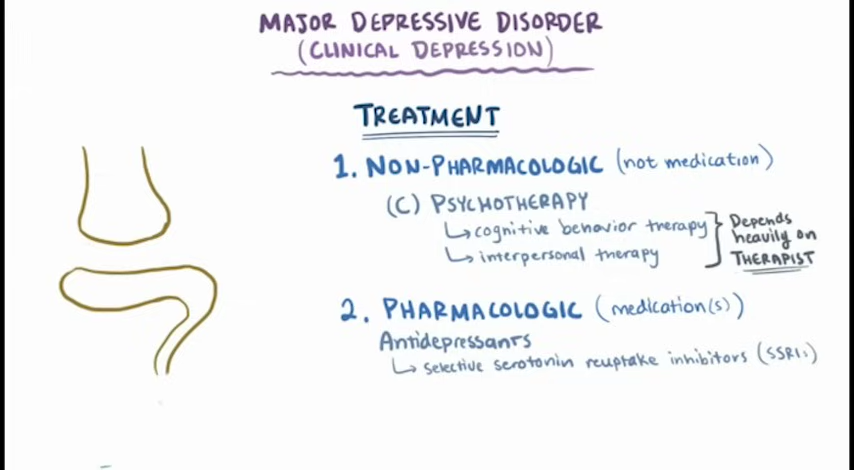 MAJOR DEPRESSIVE DISORDER
(CLINICAL DEPRESSION)
TREATMENT
1. NON-PHARMACOLOGIC (not medication)
(C) PSYCHOTHERAPY
↳ cognitive behavior therapy
↳ interpersonal therapy
Depends
heavily on
THERAPIST
2. PHARMACOLOGIC (medication(s))
Antidepressants
↳ selective serotonin reuptake inhibitors (SSRIs)